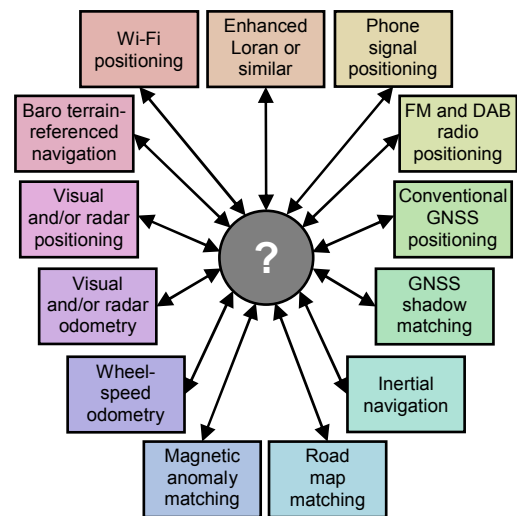 Wi-Fi
positioning
Enhanced
Loran or
similar
Phone
signal
positioning
Baro terrain-
referenced
navigation
FM and DAB
radio
positioning
Visual
and/or radar
positioning
Conventional
GNSS
positioning
?
Visual
and/or radar
odometry
GNSS
shadow
matching
Wheel-
speed
odometry
Inertial
navigation
Magnetic
anomaly
matching
Road
map
matching